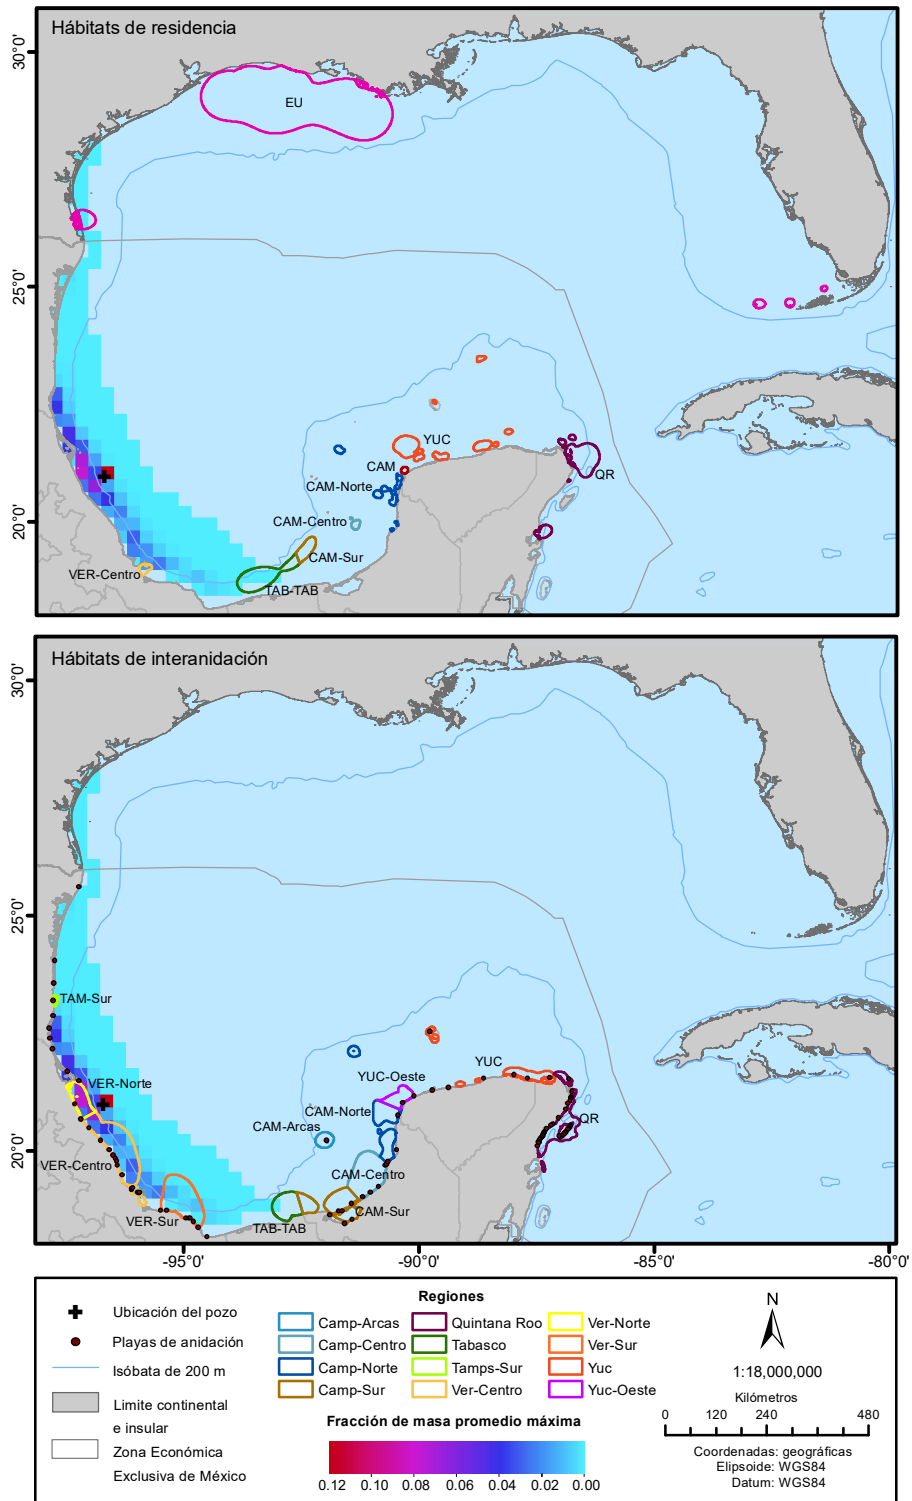 Hábitats de residencia
30°0'
EU
25°0'
YUC
CAM
QR
CAM-Norte
20°0'
CAM-Centro
CAM-Sur
VER-Centro
TAB-TAB
Hábitats de interanidación
30°0'
25°0'
TAM-Sur
YUC
YUC-Oeste
VER-Norte
CAM-Norte
QR
CAM-Arcas
20°0'
VER-Centro
CAM-Centro
CAM-Sur
VER-Sur
TAB-TAB
-95°0' -90°0' -85°0' -80°0'
Ubicación del pozo
Playas de anidación
Isóbata de 200 m
Limite continental
e insular
Zona Económica
Exclusiva de México
Regiones
Camp-Arcas Quintana Roo Ver-Norte
Camp-Centro Tabasco Ver-Sur
Camp-Norte Tamps-Sur Yuc
Camp-Sur Ver-Centro Yuc-Oeste
Fracción de masa promedio máxima
0.12 0.10 0.08 0.06 0.04 0.02 0.00
N
1:18,000,000
Kilómetros
0 120 240 480
Coordenadas: geográficas
Elipsoide: WGS84
Datum: WGS84